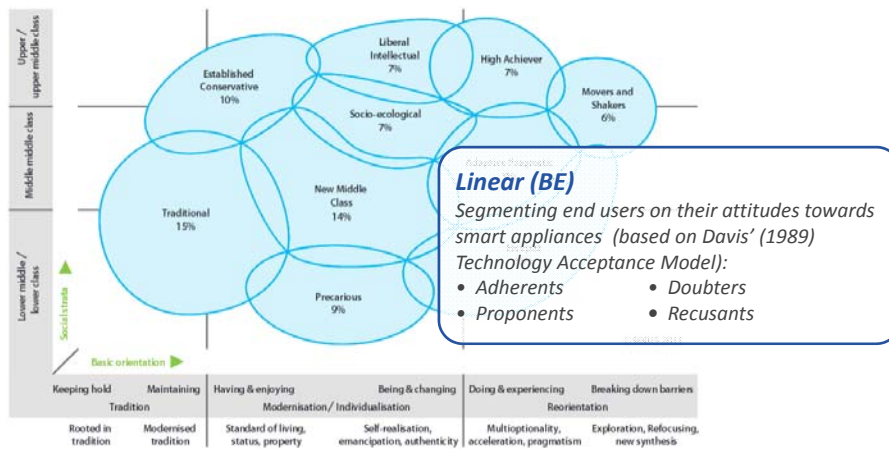 Upper /
upper middle class
Middle middle class
Lower middle /
lower class
Social strata
Basic orientation
Established
Conservative
10%
Liberal
Intellectual
7%
High Achiever
7%
Movers and
Shakers
6%
Socio-ecological
7%
Traditional
15%
New Middle
Class
14%
Precarious
9%
Linear (BE)
Segmenting end users on their attitudes towards
smart appliances (based on Davis' (1989)
Technology Acceptance Model):
• Adherents • Doubters
• Proponents • Recusants
Keeping hold Maintaining Having & enjoying Being & changing Doing & experiencing Breaking down barriers
Tradition Modernisation/ Individualisation Reorientation
Rooted in Modernised Standard of living, Self-realisation, Multioptionality, Exploration, Refocusing,
tradition tradition status, property emancipation, authenticity acceleration, pragmatism new synthesis